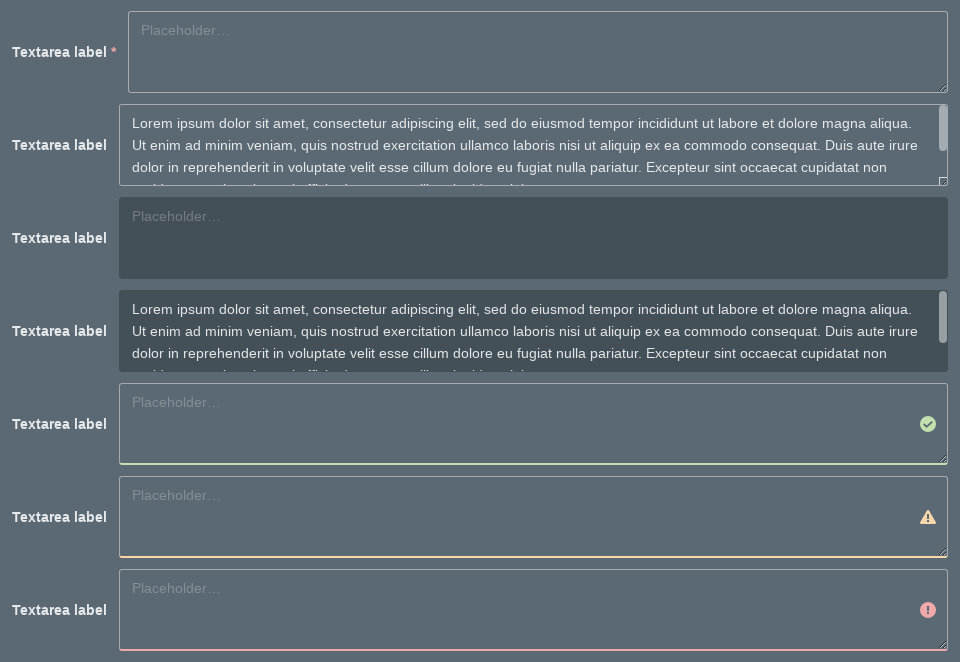 Placeholder…
Textarea label *
Lorem ipsum dolor sit amet, consectetur adipiscing elit, sed do eiusmod tempor incididunt ut labore et dolore magna aliqua.
Textarea label
Ut enim ad minim veniam, quis nostrud exercitation ullamco laboris nisi ut aliquip ex ea commodo consequat. Duis aute irure
dolor in reprehenderit in voluptate velit esse cillum dolore eu fugiat nulla pariatur. Excepteur sint occaecat cupidatat non
Placeholder…
Textarea label
Lorem ipsum dolor sit amet, consectetur adipiscing elit, sed do eiusmod tempor incididunt ut labore et dolore magna aliqua.
Textarea label
Ut enim ad minim veniam, quis nostrud exercitation ullamco laboris nisi ut aliquip ex ea commodo consequat. Duis aute irure
dolor in reprehenderit in voluptate velit esse cillum dolore eu fugiat nulla pariatur. Excepteur sint occaecat cupidatat non
Placeholder…
Textarea label
Placeholder…
Textarea label
Placeholder…
Textarea label